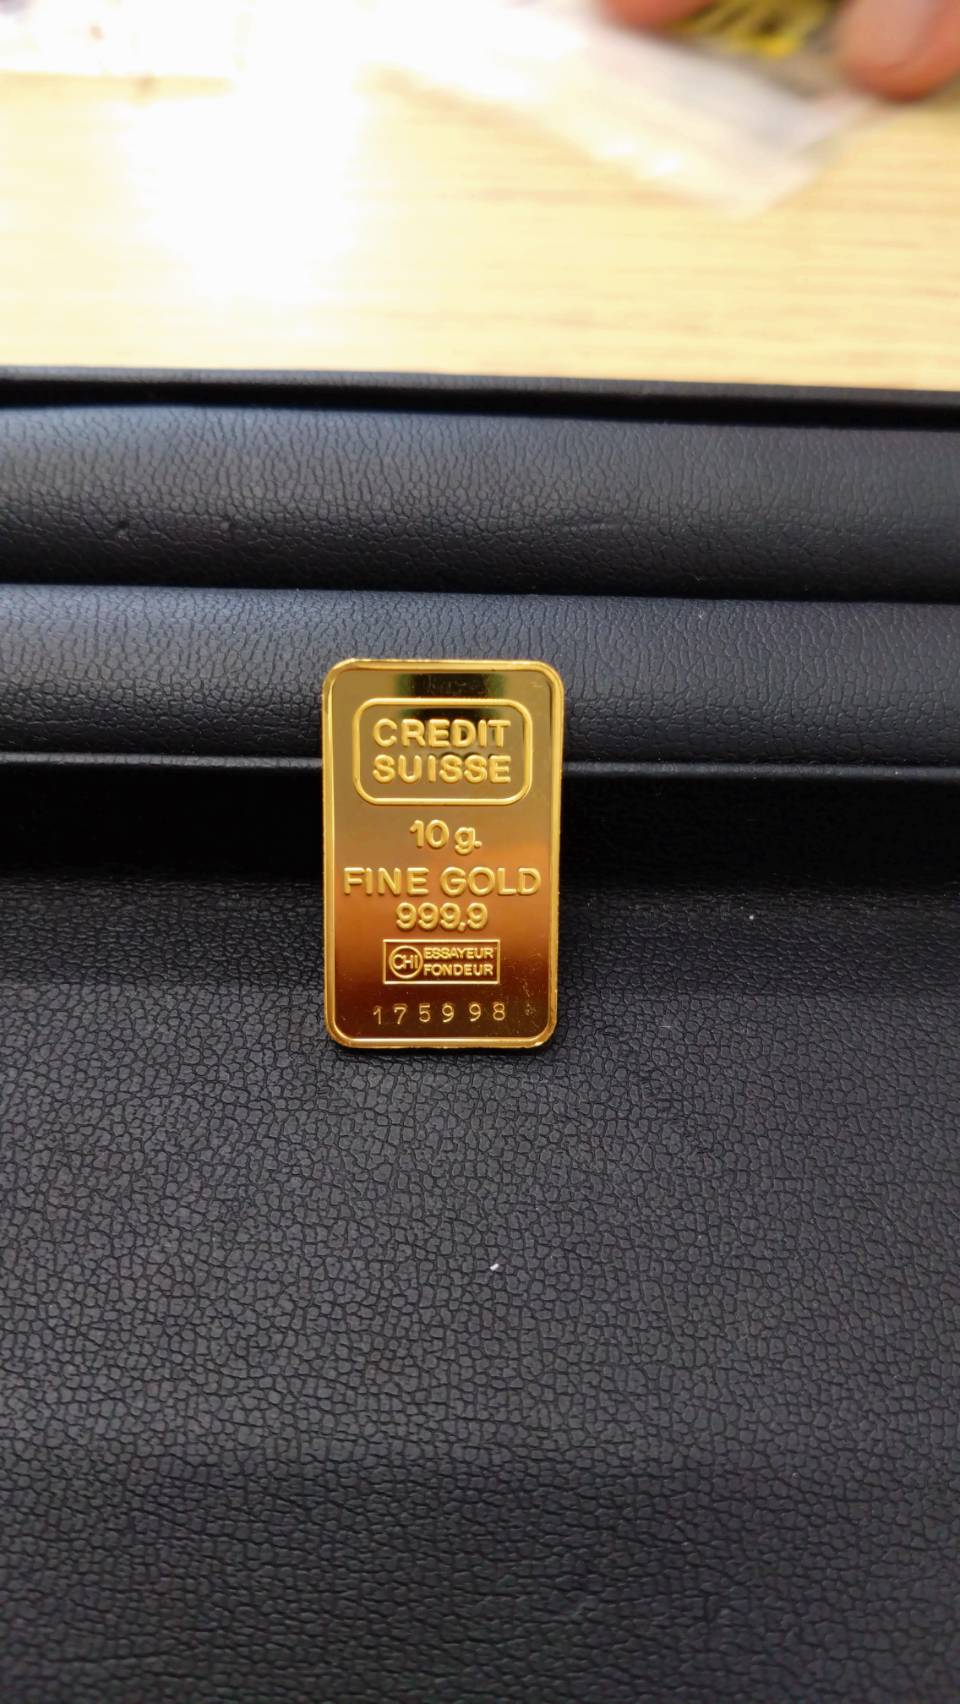 CREDIT
SUISSE
10 g.
FINE GOLD
999,9
CHI ESSAYEUR
FONDEUR
175998